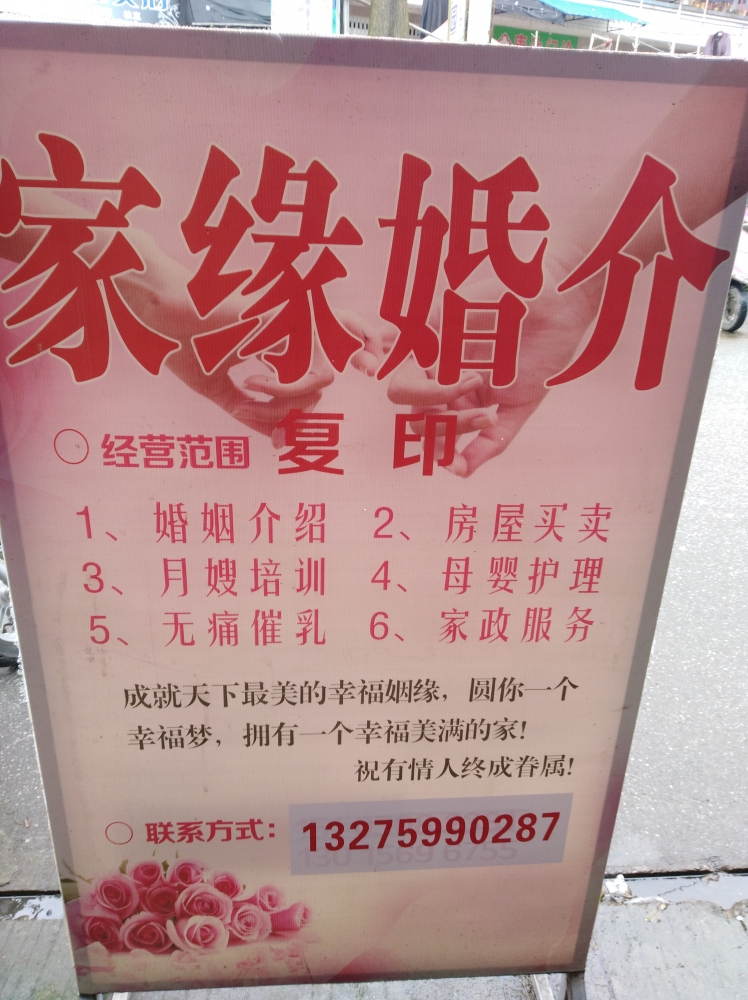 家缘婚介
○ 经营范围 复 印
1、婚姻介绍 2、房屋买卖
3、月嫂培训 4、母婴护理
5、无痛催乳 6、家政服务
成就天下最美的幸福姻缘，圆你一个
幸福梦，拥有一个幸福美满的家!
祝有情人终成眷属!
○ 联系方式： 13275990287